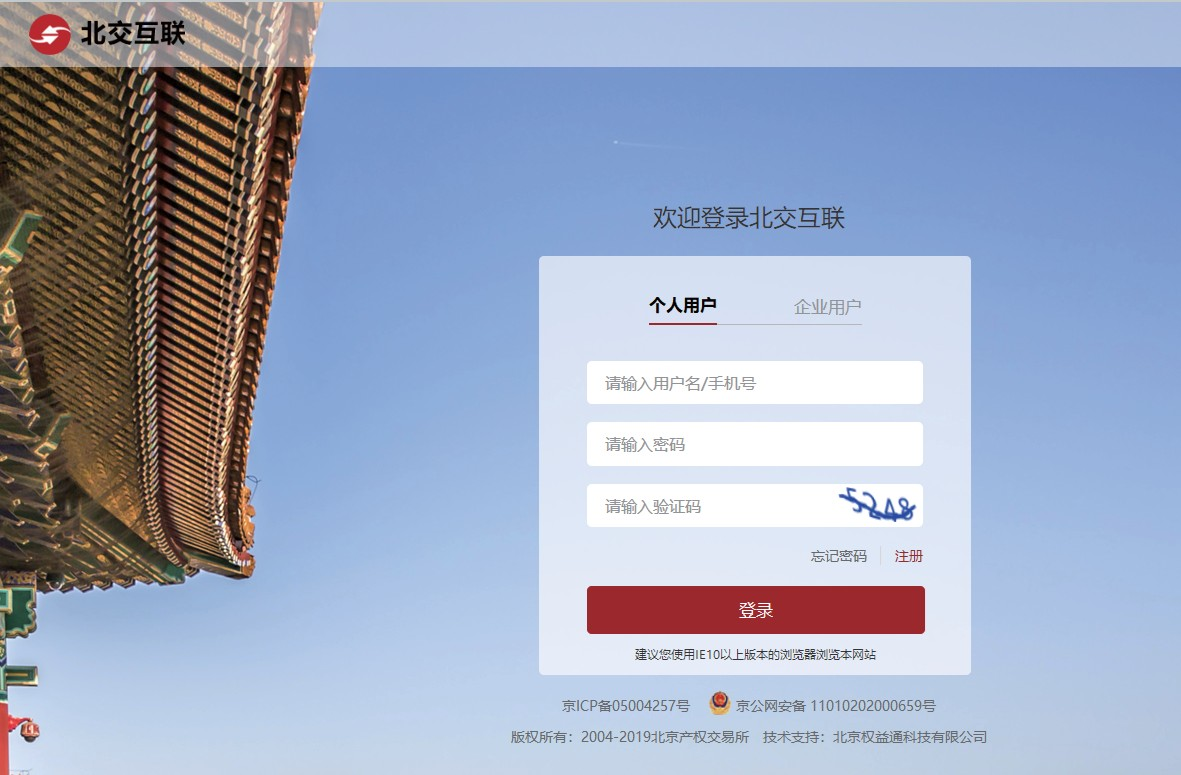 北交互联
欢迎登录北交互联
个人用户 企业用户
请输入用户名/手机号
请输入密码
请输入验证码 5248
忘记密码 注册
登录
建议您使用IE10以上版本的浏览器浏览本网站
京ICP备05004257号 京公网安备 11010202000659号
版权所有：2004-2019北京产权交易所 技术支持：北京权益通科技有限公司